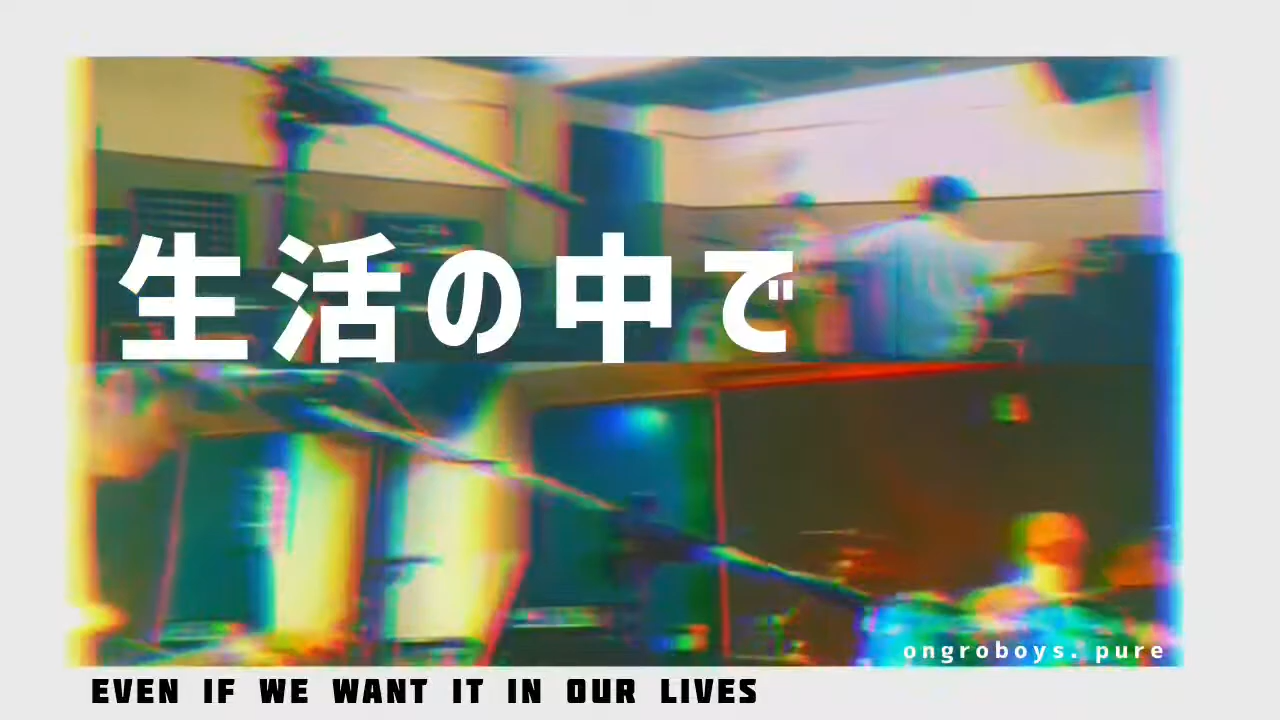 生活の中で
ongroboys. pure
EVEN IF WE WANT IT IN OUR LIVES